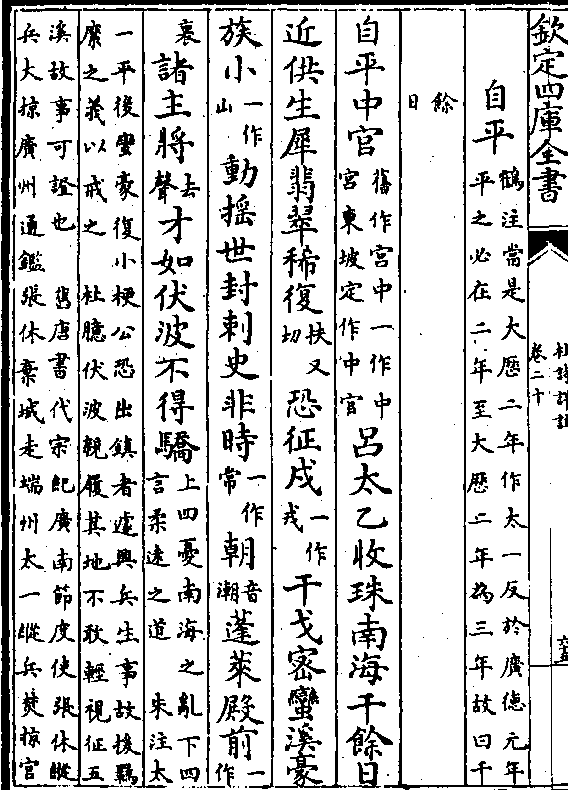 欽定四庫全書
杜詩詳註
卷二十
自平
鶴注當是大厯二年作太一反於廣德元年
平之必在二年至大厯二年為三年故曰千
餘
日
自平中官
舊作宮中一作中
宮東坡定作中官
呂太乙收珠南海千餘日
近供生犀翡翠稀復
扶又
切
恐征戍
一作
戎
干戈密蠻溪豪
族小
一作
山
動揺世封刺史非時
一作
常
朝
音
潮
蓬萊殿前
一
作
裏
諸主將
去
聲
才如伏波不得驕
上四憂南海之亂下四
言柔逺之道 朱注太
一平後蠻豪復小梗公恐出鎮者遽興兵生事故援羈
縻之義以戒之 杜臆伏波親履其地不敢輕視征五
溪故事可證也 舊唐書代宗紀廣南節度使張休縱
兵大掠廣州通鑑張休棄城走端州太一縱兵焚掠官